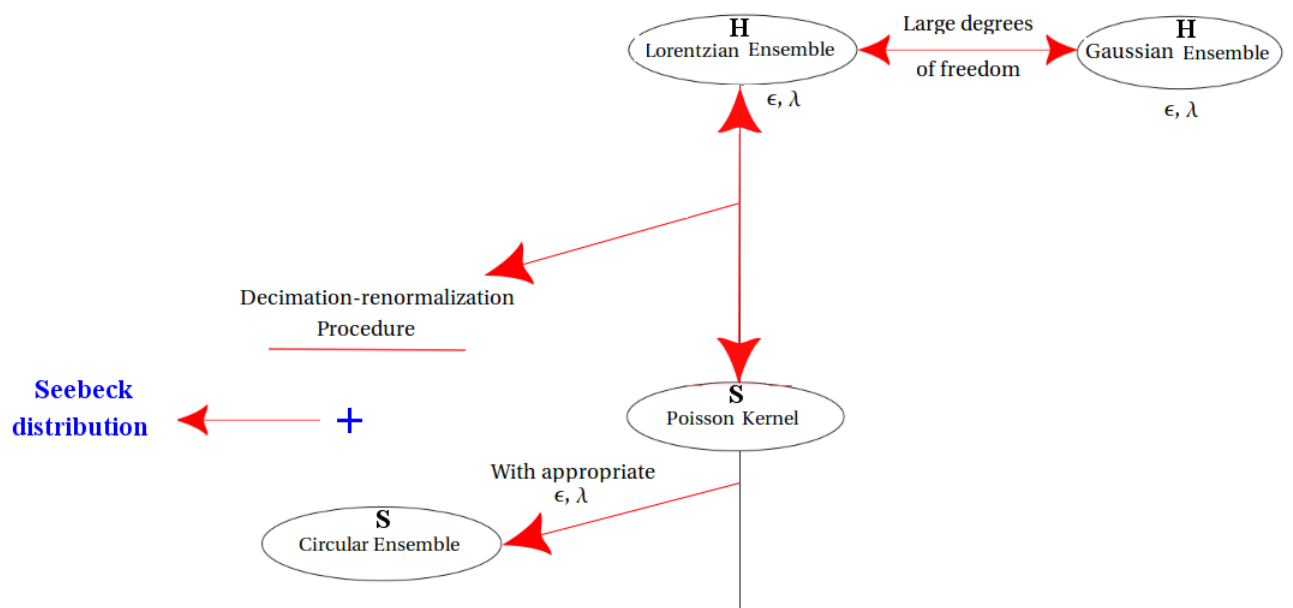 H
Lorentzian Ensemble
ϵ, λ
Large degrees
of freedom
H
Gaussian Ensemble
ϵ, λ
Decimation-renormalization
Procedure
Seebeck
distribution
+
S
Poisson Kernel
With appropriate
ϵ, λ
S
Circular Ensemble